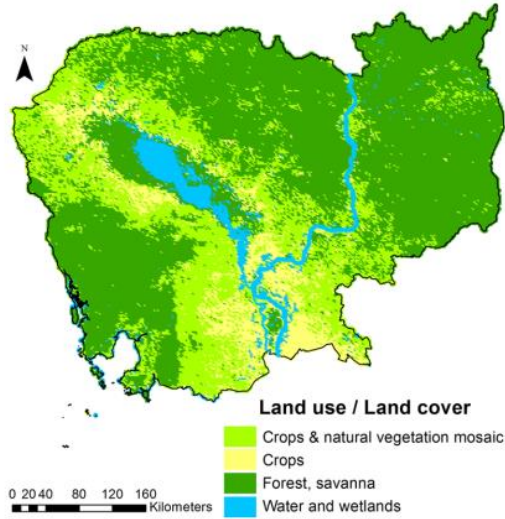 N
Land use / Land cover
Crops & natural vegetation mosaic
Crops
Forest, savanna
Water and wetlands
0 20 40 80 120 160
Kilometers